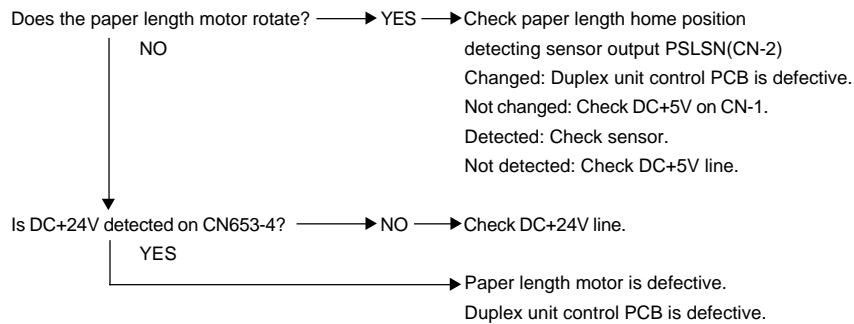 Does the paper length motor rotate? YES Check paper length home position
NO detecting sensor output PSLSN(CN-2)
Changed: Duplex unit control PCB is defective.
Not changed: Check DC+5V on CN-1.
Detected: Check sensor.
Not detected: Check DC+5V line.
Is DC+24V detected on CN653-4? NO Check DC+24V line.
YES
Paper length motor is defective.
Duplex unit control PCB is defective.